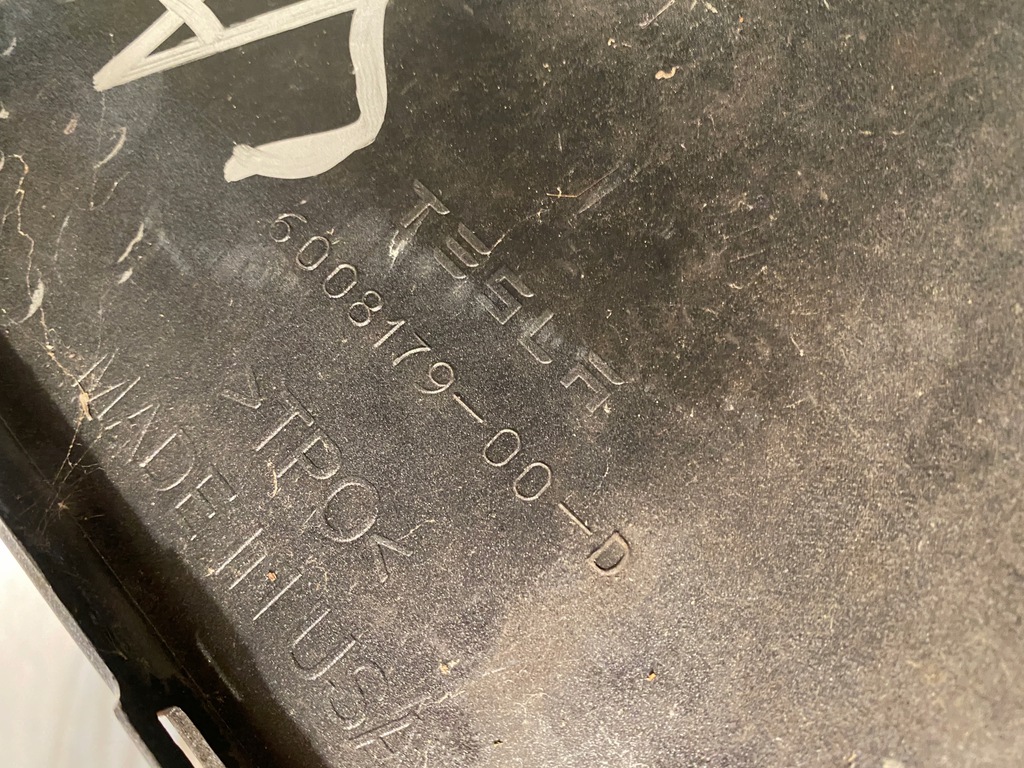 TESLA
6008179-00-D
>TPO<
MADE IN USA